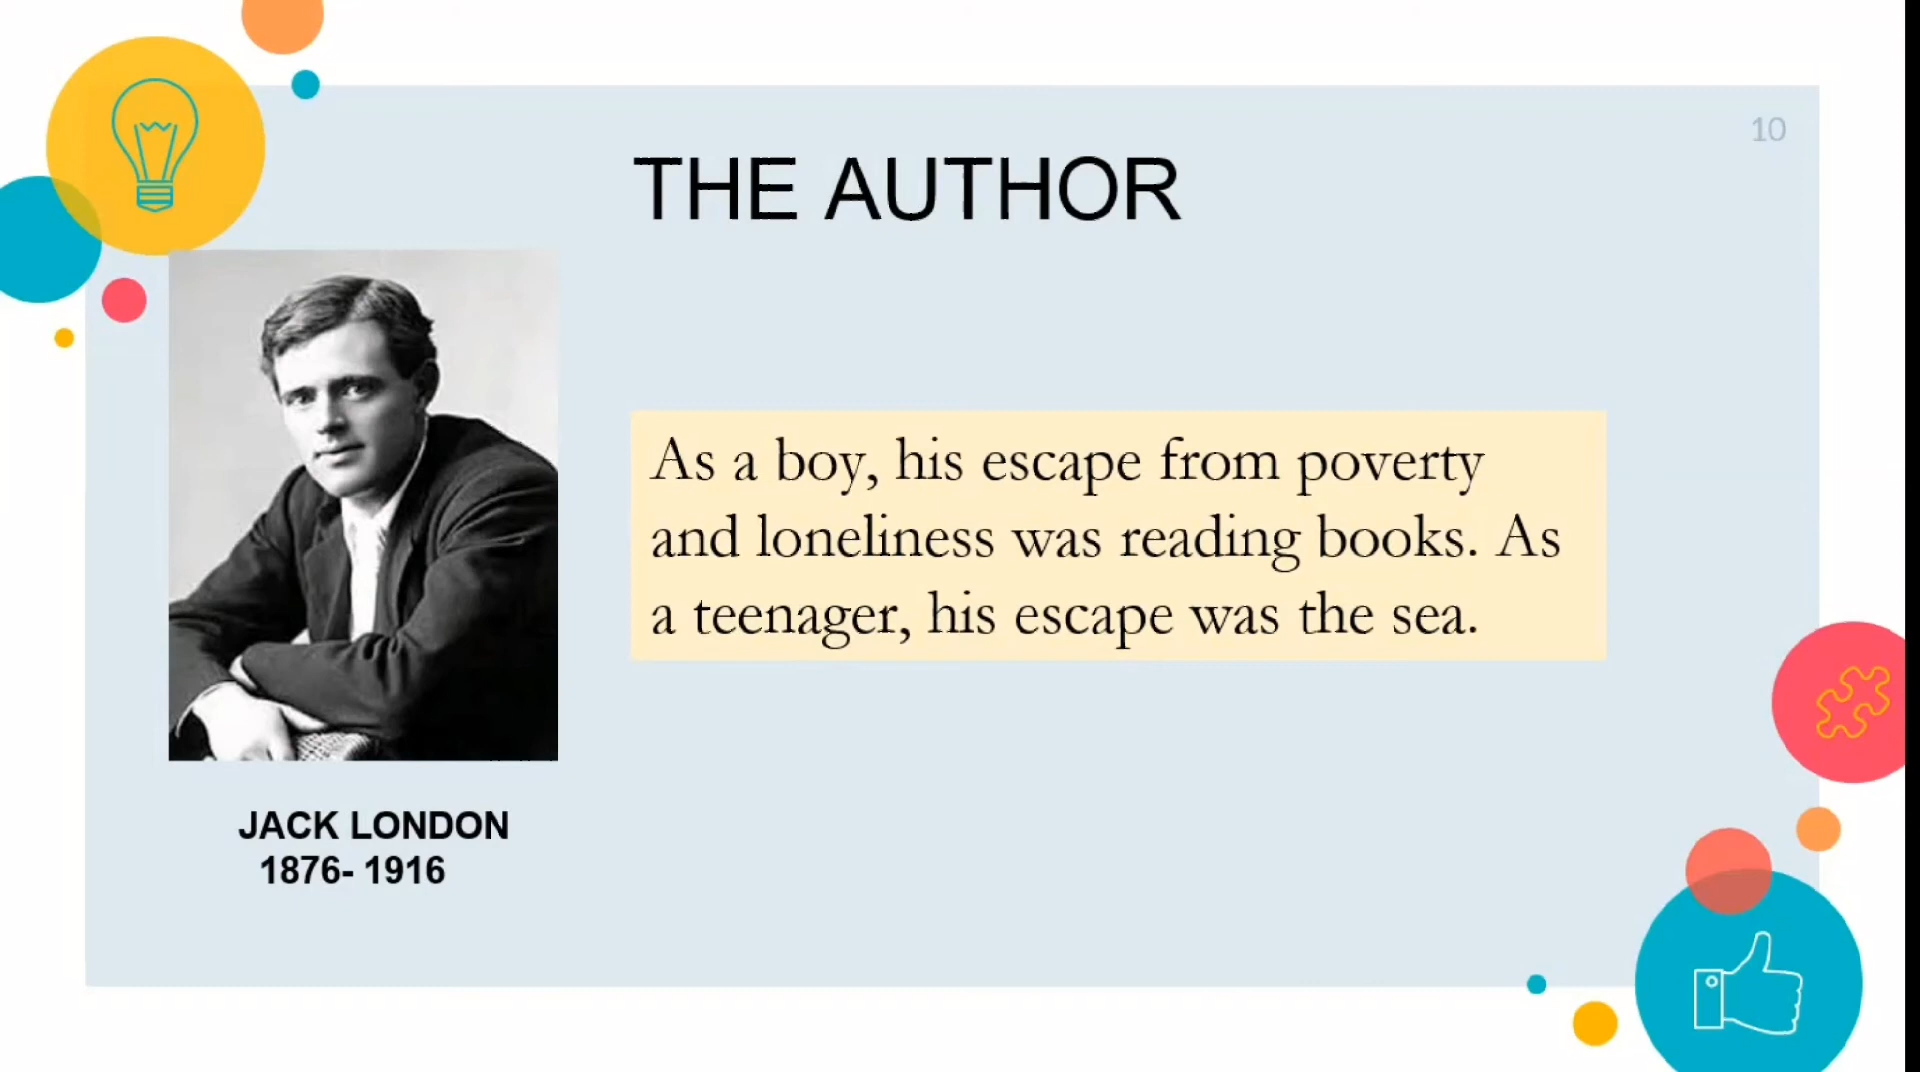 10
THE AUTHOR
As a boy, his escape from poverty
and loneliness was reading books. As
a teenager, his escape was the sea.
JACK LONDON
1876- 1916